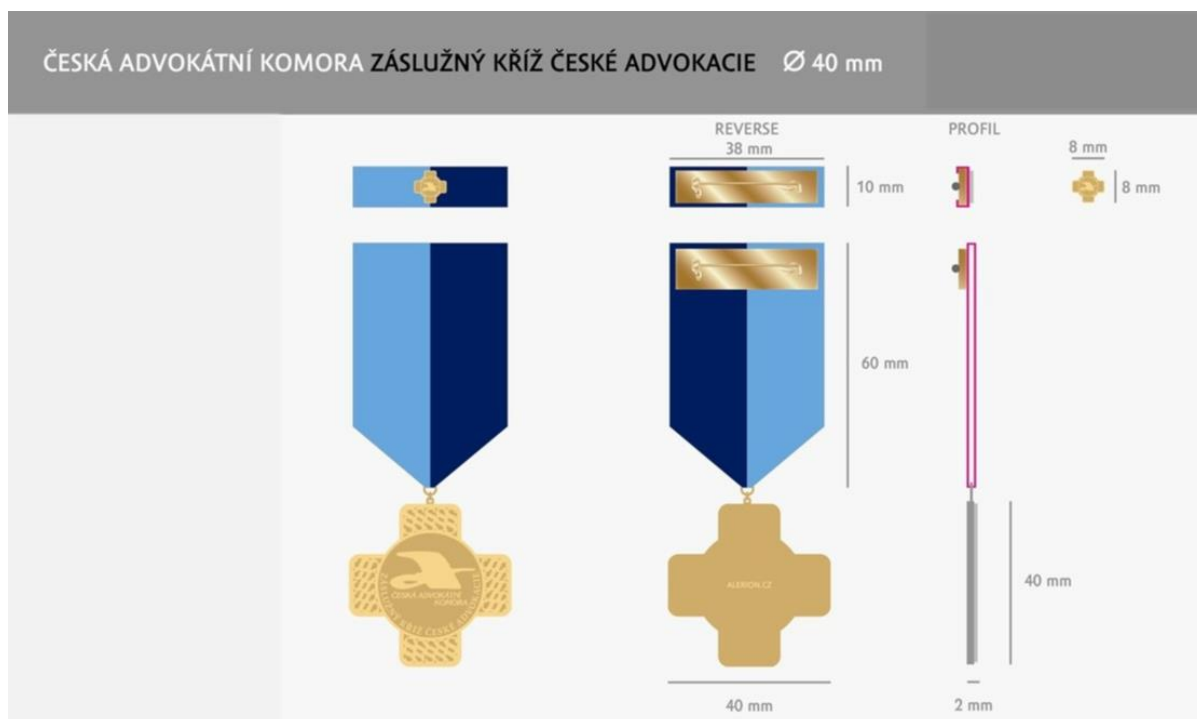 ČESKÁ ADVOKÁTNÍ KOMORA ZÁSLUŽNÝ KŘÍŽ ČESKÉ ADVOKACIE Ø 40 mm
REVERSE
38 mm
PROFIL
8 mm
10 mm
8 mm
60 mm
ČESKÁ ADVOKÁTNÍ
KOMORA
ZÁSLUŽNÝ KŘÍŽ ČESKÉ ADVOKACIE
ALERION.CZ
40 mm
40 mm
2 mm